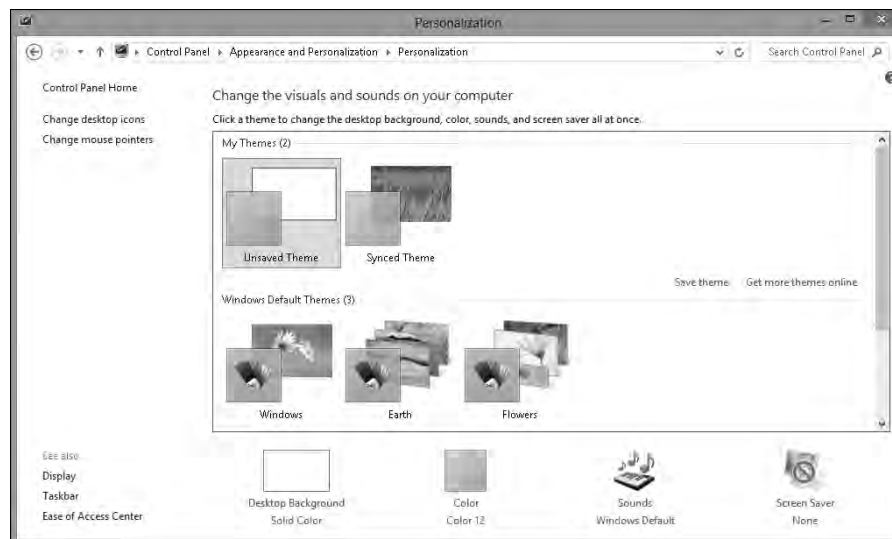 Personalization
Control Panel ▸ Appearance and Personalization ▸ Personalization
Search Control Panel
Control Panel Home
Change desktop icons
Change mouse pointers
Change the visuals and sounds on your computer
Click a theme to change the desktop background, color, sounds, and screen saver all at once.
My Themes (2)
Unsaved Theme
Synced Theme
Save theme
Get more themes online
Windows Default Themes (3)
Windows
Earth
Flowers
See also
Display
Taskbar
Ease of Access Center
Desktop Background
Solid Color
Color
Color 12
Sounds
Windows Default
Screen Saver
None